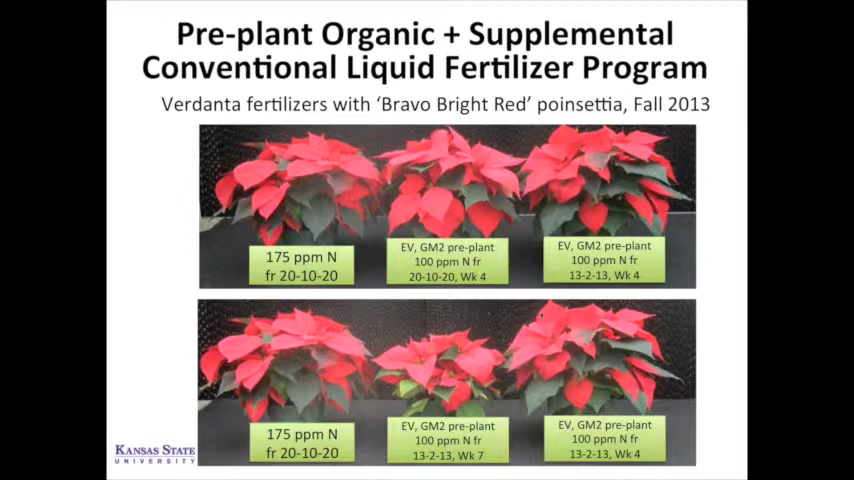 Pre-plant Organic + Supplemental
Conventional Liquid Fertilizer Program
Verdanta fertilizers with ‘Bravo Bright Red’ poinsettia, Fall 2013
175 ppm N
fr 20-10-20
EV, GM2 pre-plant
100 ppm N fr
20-10-20, Wk 4
EV, GM2 pre-plant
100 ppm N fr
13-2-13, Wk 4
175 ppm N
fr 20-10-20
EV, GM2 pre-plant
100 ppm N fr
13-2-13, Wk 7
EV, GM2 pre-plant
100 ppm N fr
13-2-13, Wk 4
KANSAS STATE
UNIVERSITY